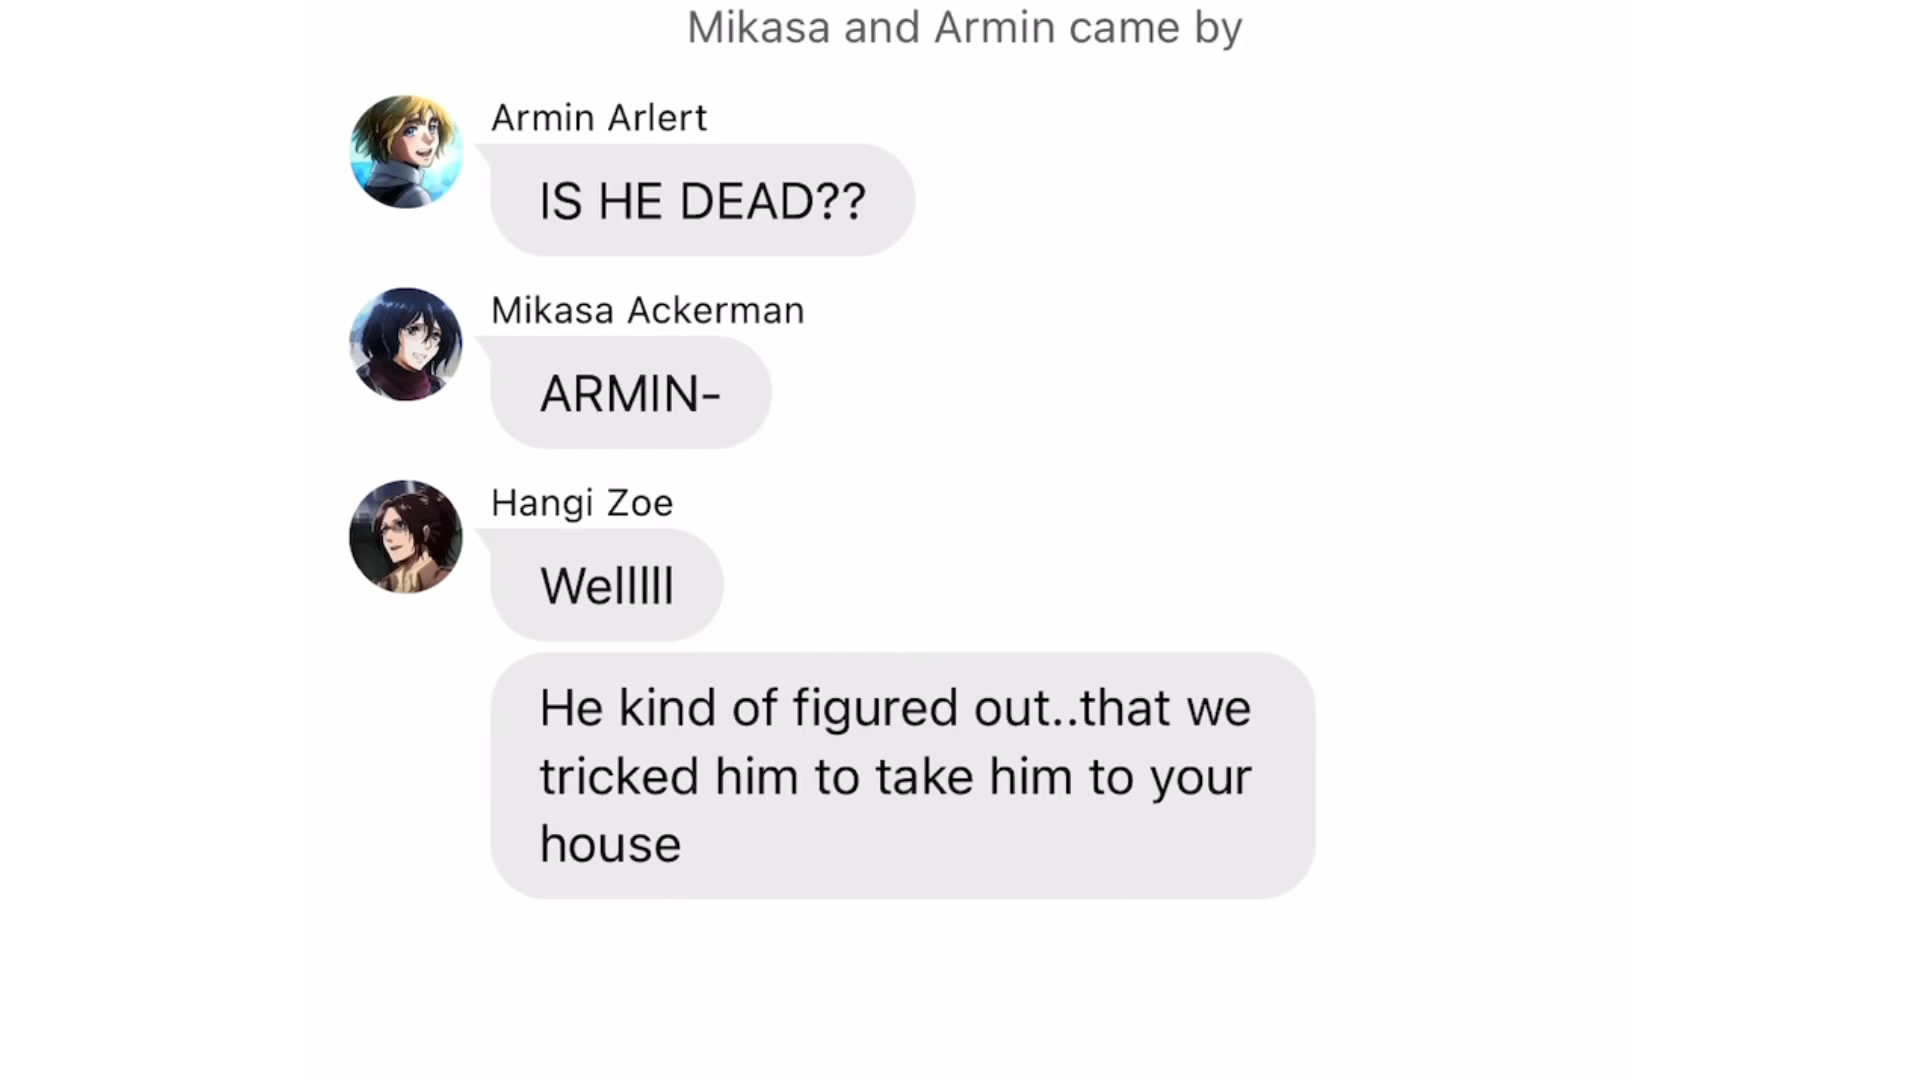 Mikasa and Armin came by
Armin Arlert
IS HE DEAD??
Mikasa Ackerman
ARMIN-
Hangi Zoe
Welllll
He kind of figured out..that we
tricked him to take him to your
house